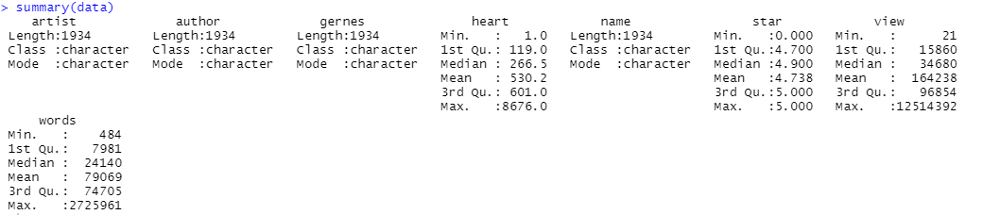 > summary(data)
artist author gernes heart name star view
Length:1934 Length:1934 Length:1934 Min. : 1.0 Length:1934 Min. :0.000 Min. : 21
Class :character Class :character Class :character 1st Qu.: 119.0 Class :character 1st Qu.:4.700 1st Qu.: 15860
Mode :character Mode :character Mode :character Median : 266.5 Mode :character Median :4.900 Median : 34680
Mean : 530.2 Mean :4.738 Mean : 164238
3rd Qu.: 601.0 3rd Qu.:5.000 3rd Qu.: 96854
Max. :8676.0 Max. :5.000 Max. :12514392
words
Min. : 484
1st Qu.: 7981
Median : 24140
Mean : 79069
3rd Qu.: 74705
Max. :2725961